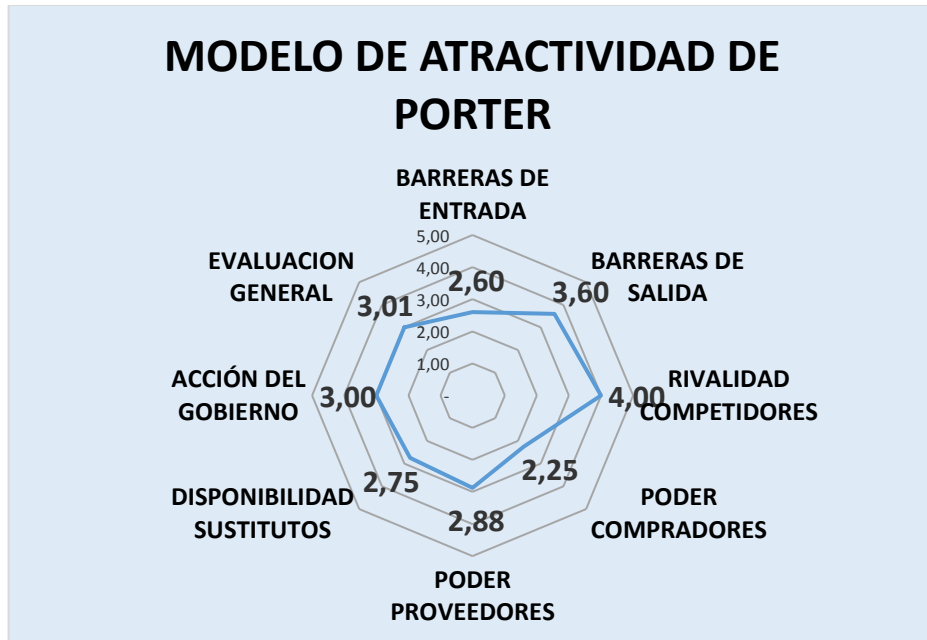 MODELO DE ATRACTIVIDAD DE
PORTER
BARRERAS DE
ENTRADA
5,00
4,00
3,00
2,00
1,00
-
2,60
BARRERAS DE
SALIDA
3,60
RIVALIDAD
COMPETIDORES
4,00
PODER
COMPRADORES
2,25
PODER
PROVEEDORES
2,88
DISPONIBILIDAD
SUSTITUTOS
2,75
ACCIÓN DEL
GOBIERNO
3,00
EVALUACION
GENERAL
3,01